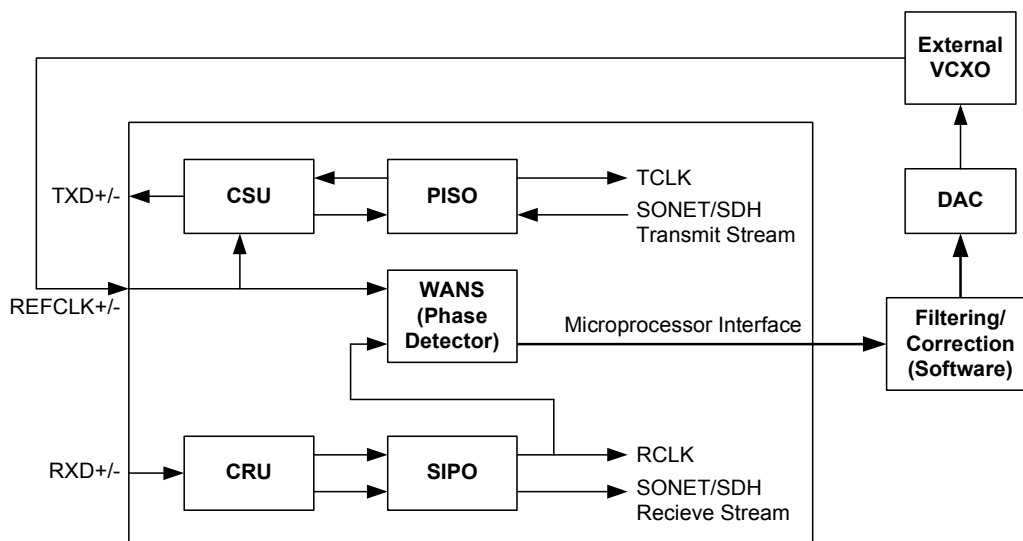 External
VCXO
TXD+/-
CSU
PISO
TCLK
SONET/SDH
Transmit Stream
DAC
REFCLK+/-
WANS
(Phase
Detector)
Microprocessor Interface
Filtering/
Correction
(Software)
RXD+/-
CRU
SIPO
RCLK
SONET/SDH
Recieve Stream